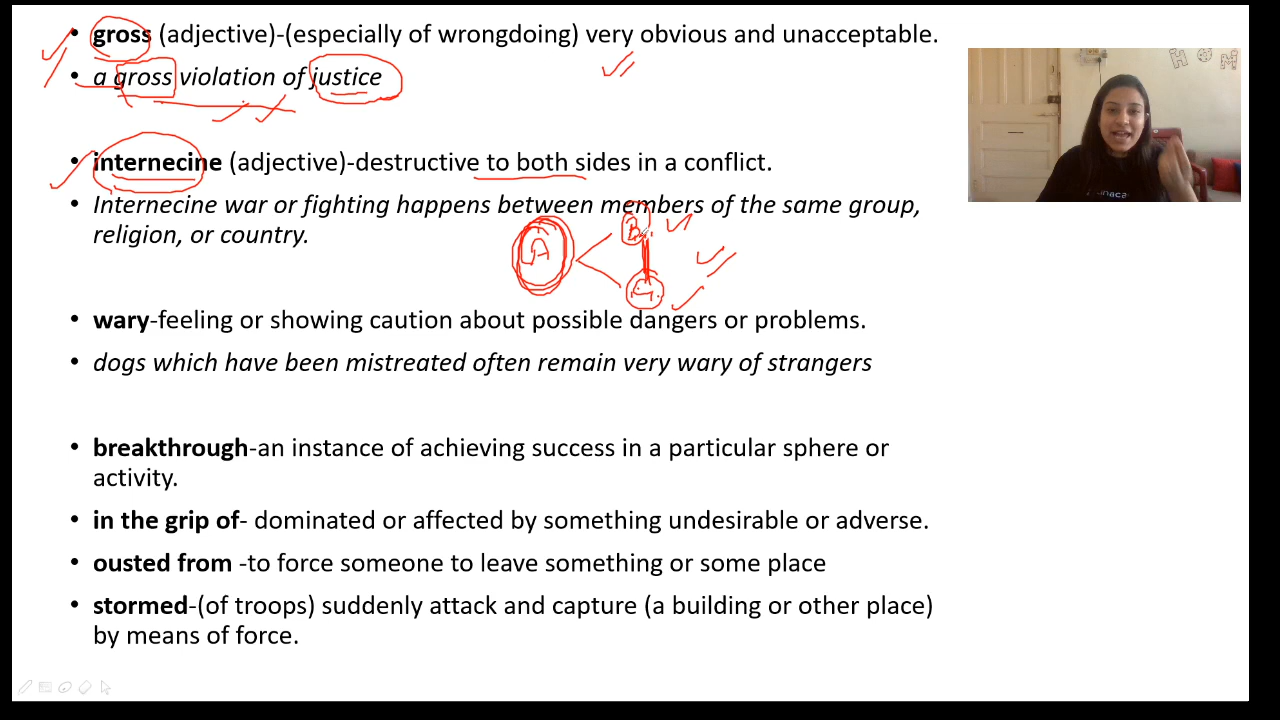 • gross (adjective)-(especially of wrongdoing) very obvious and unacceptable.
• a gross violation of justice
• internecine (adjective)-destructive to both sides in a conflict.
• Internecine war or fighting happens between members of the same group,
religion, or country.
A
B
• wary-feeling or showing caution about possible dangers or problems.
• dogs which have been mistreated often remain very wary of strangers
• breakthrough-an instance of achieving success in a particular sphere or
activity.
• in the grip of- dominated or affected by something undesirable or adverse.
• ousted from -to force someone to leave something or some place
• stormed-(of troops) suddenly attack and capture (a building or other place)
by means of force.
H O M